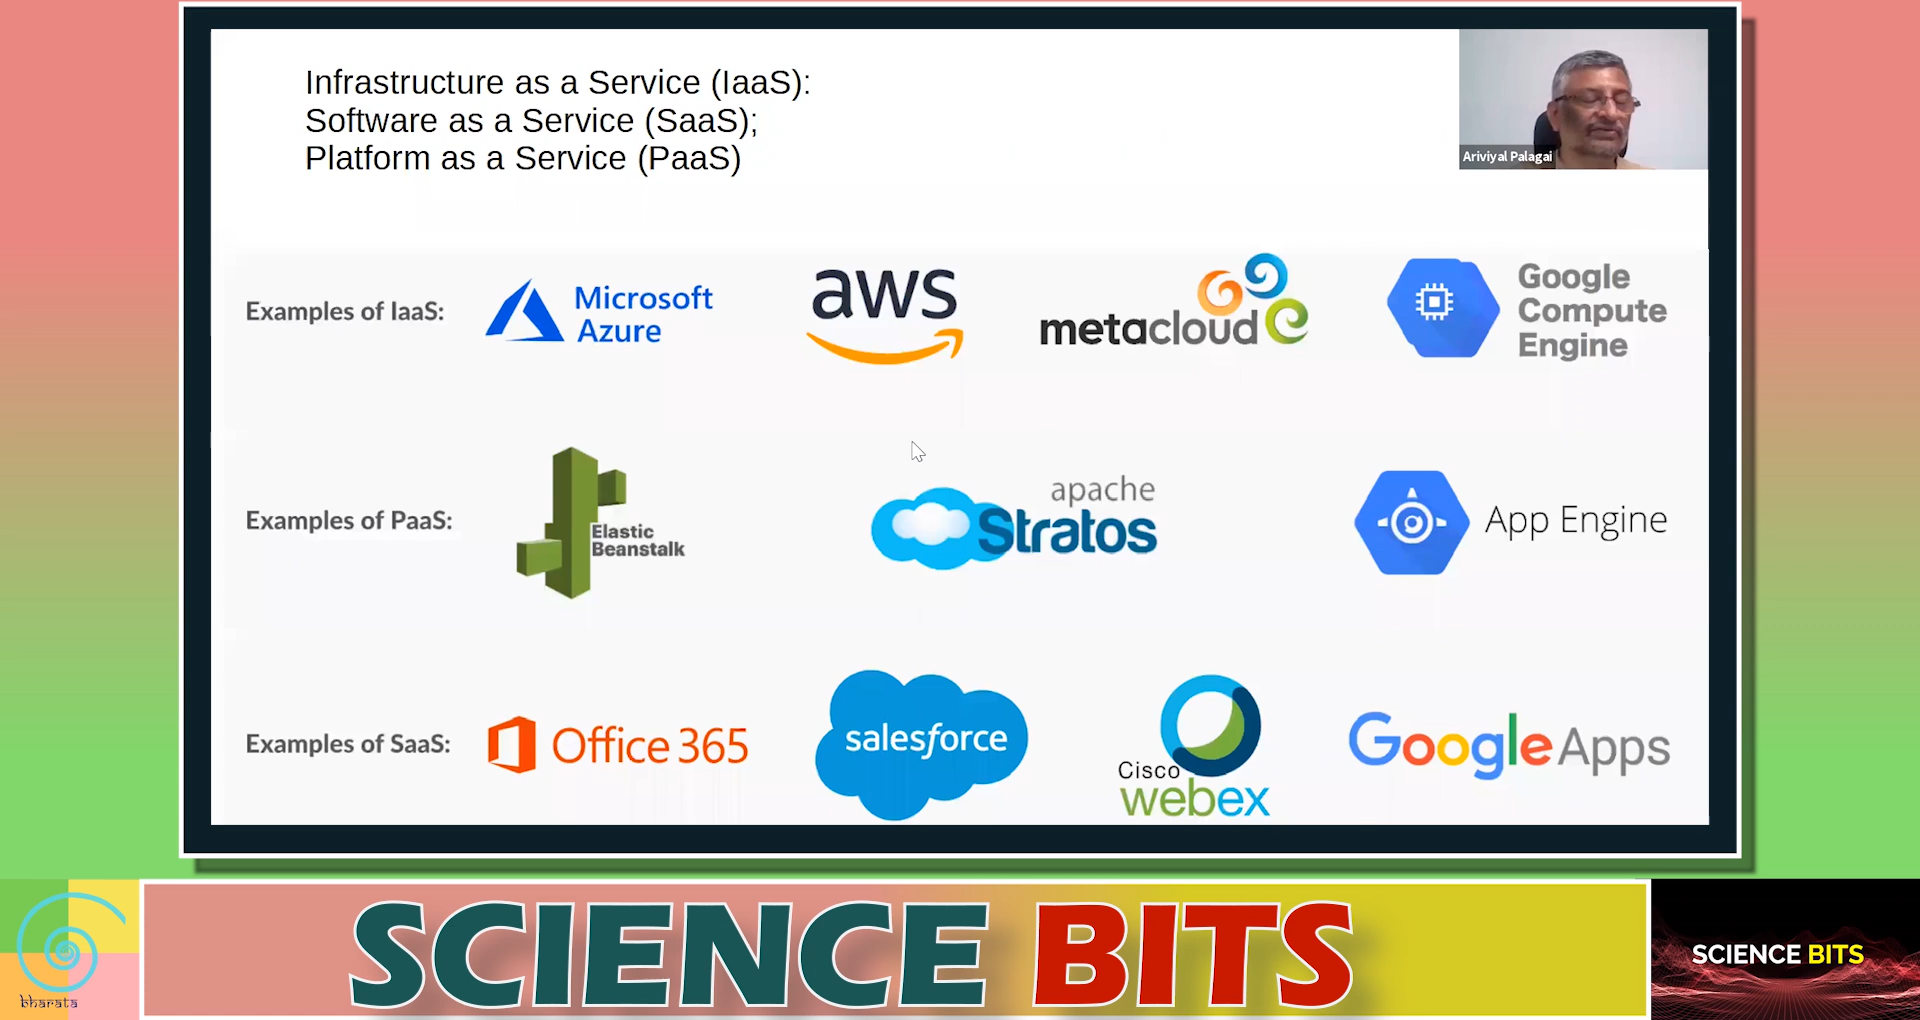 Infrastructure as a Service (IaaS):
Software as a Service (SaaS);
Platform as a Service (PaaS)
Ariviyal Palagai
Examples of IaaS:
Microsoft
Azure
aws
metacloud
Google
Compute
Engine
Examples of PaaS:
Elastic
Beanstalk
apache
Stratos
App Engine
Examples of SaaS:
Office 365
salesforce
Cisco
webex
Google Apps
bharata
SCIENCE BITS
SCIENCE BITS